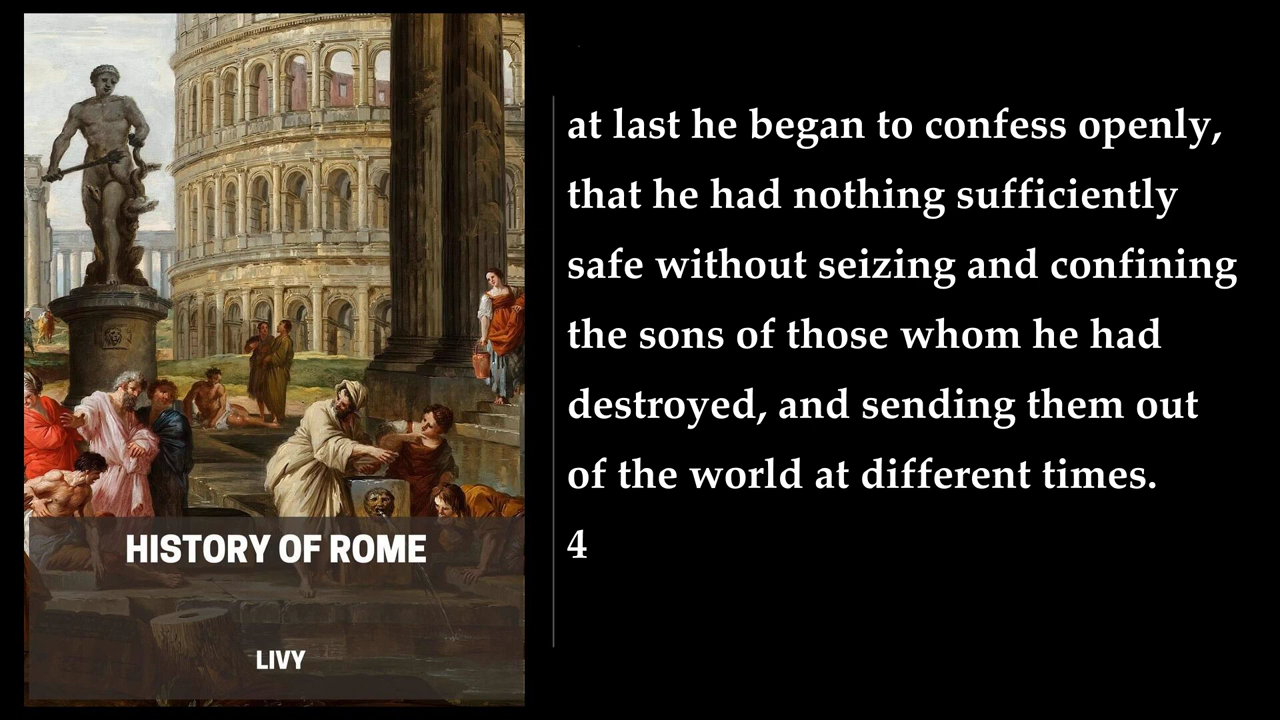 HISTORY OF ROME
LIVY
at last he began to confess openly,
that he had nothing sufficiently
safe without seizing and confining
the sons of those whom he had
destroyed, and sending them out
of the world at different times.
4